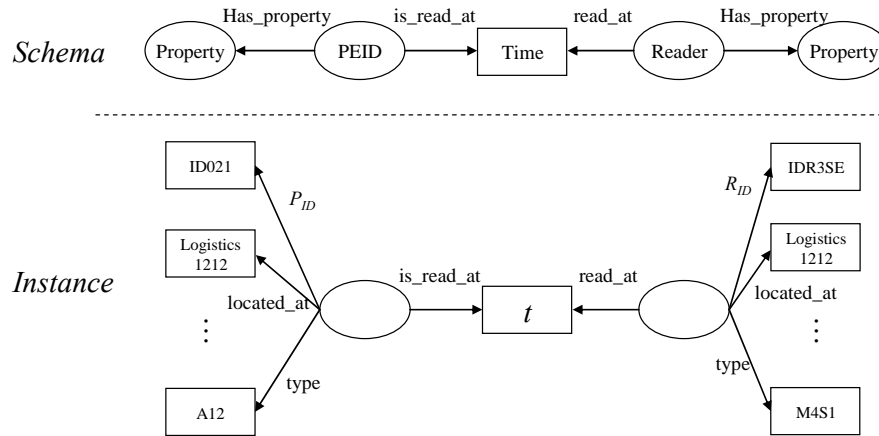 Has_property
is_read_at
read_at
Has_property
Schema
Property
PEID
Time
Reader
Property
ID021
IDR3SE
P_ID
R_ID
Logistics
1212
Logistics
1212
Instance
is_read_at
read_at
located_at
located_at
t
⋮
⋮
type
type
A12
M4S1